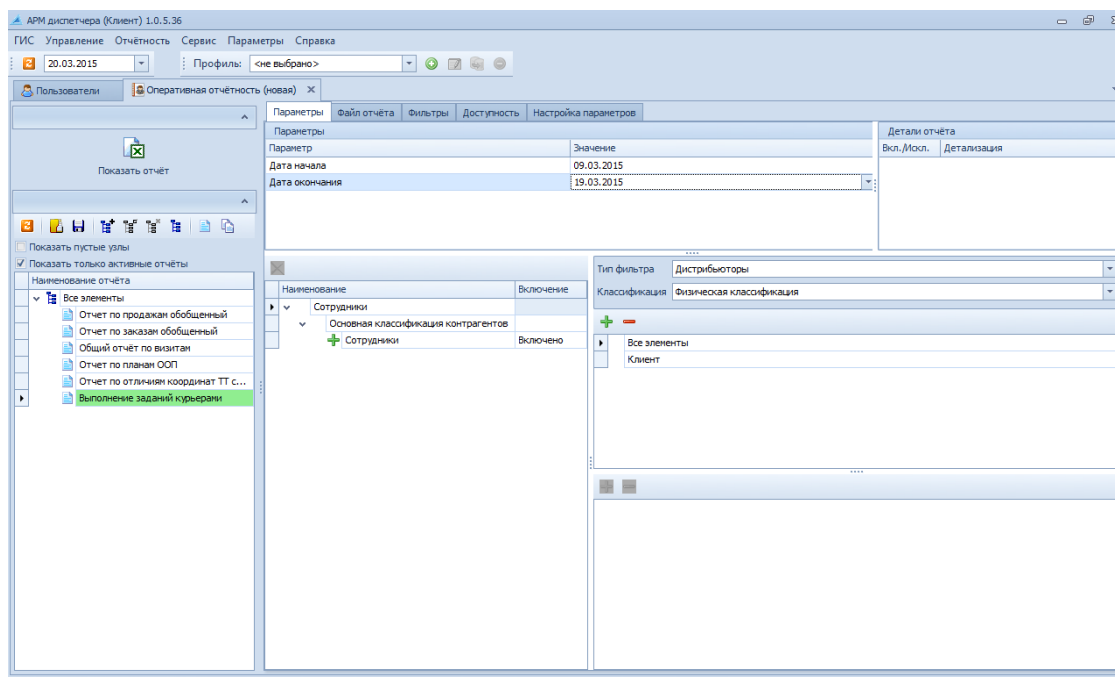 АРМ диспетчера (Клиент) 1.0.5.36
ГИС Управление Отчётность Сервис Параметры Справка
20.03.2015 Профиль: <не выбрано>
Пользователи Оперативная отчётность (новая)
Параметры Файл отчёта Фильтры Доступность Настройка параметров
Параметры Детали отчёта
Параметр Значение Вкл./Искл. Детализация
Дата начала 09.03.2015
Дата окончания 19.03.2015
Показать отчёт
Показать пустые узлы
Показать только активные отчёты
Наименование отчёта
Все элементы
Отчет по продажам обобщенный
Отчет по заказам обобщенный
Общий отчёт по визитам
Отчет по планам ООП
Отчет по отличиям координат ТТ с...
Выполнение заданий курьерами
Наименование Включение
Сотрудники
Основная классификация контрагентов
Сотрудники Включено
Тип фильтра Дистрибьюторы
Классификация Физическая классификация
Все элементы
Клиент